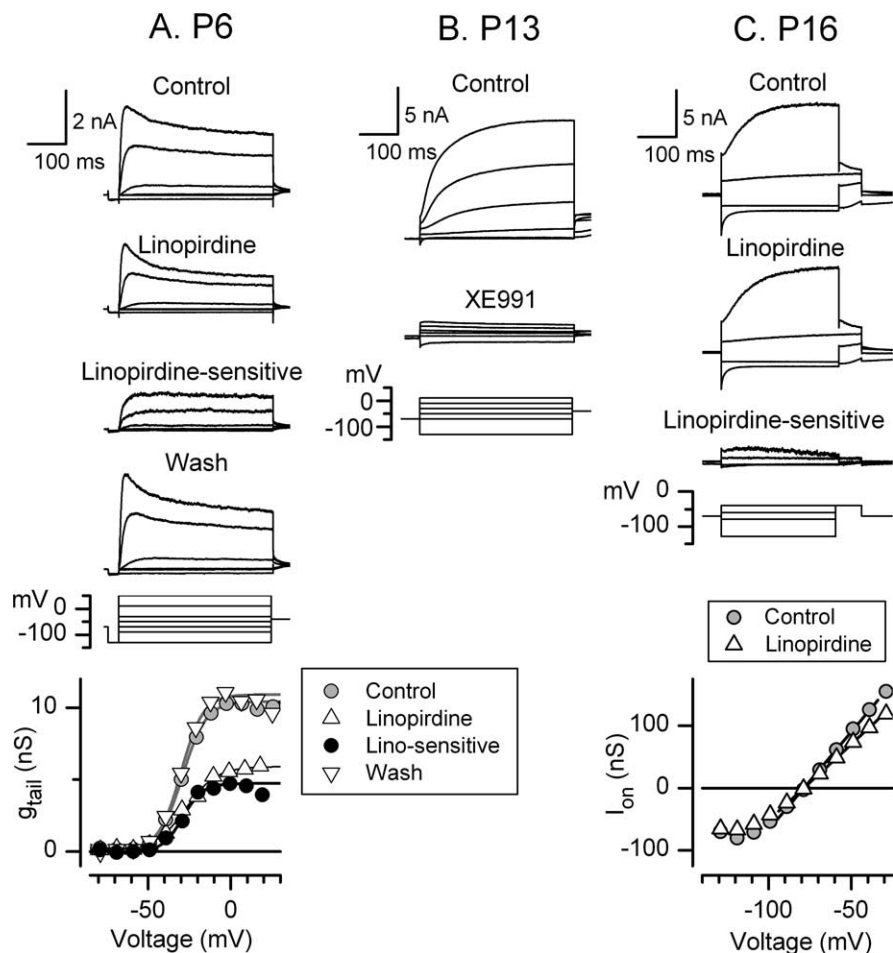 A. P6
Control
2 nA
100 ms
Linopirdine
Linopirdine-sensitive
Wash
mV
0
-100
Control
Linopirdine
Lino-sensitive
Wash
10
0
g_tail (nS)
-50
0
Voltage (mV)
B. P13
Control
5 nA
100 ms
XE991
mV
0
-100
C. P16
Control
5 nA
100 ms
Linopirdine
Linopirdine-sensitive
mV
0
-100
Control
Linopirdine
100
0
-100
I_on (nS)
-100
-50
Voltage (mV)